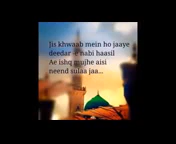 Jis khwaab mein ho jaaye
deedar -e nabi haasil
Ae ishq mujhe aisi
neend sulaa jaa...